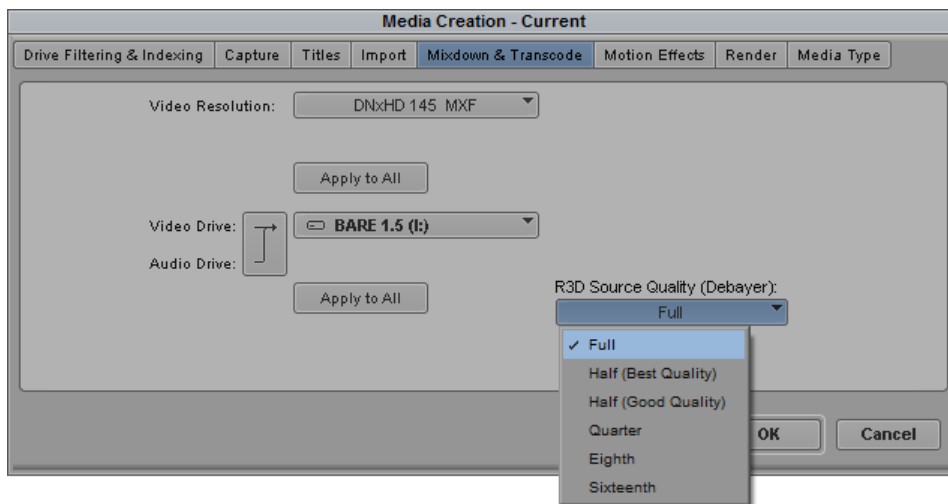 Media Creation - Current
Drive Filtering & Indexing Capture Titles Import Mixdown & Transcode Motion Effects Render Media Type
Video Resolution: DNxHD 145 MXF
Apply to All
Video Drive: BARE 1.5 (I:)
Audio Drive:
Apply to All
R3D Source Quality (Debayer):
Full
✓ Full
Half (Best Quality)
Half (Good Quality)
Quarter
Eighth
Sixteenth
OK Cancel